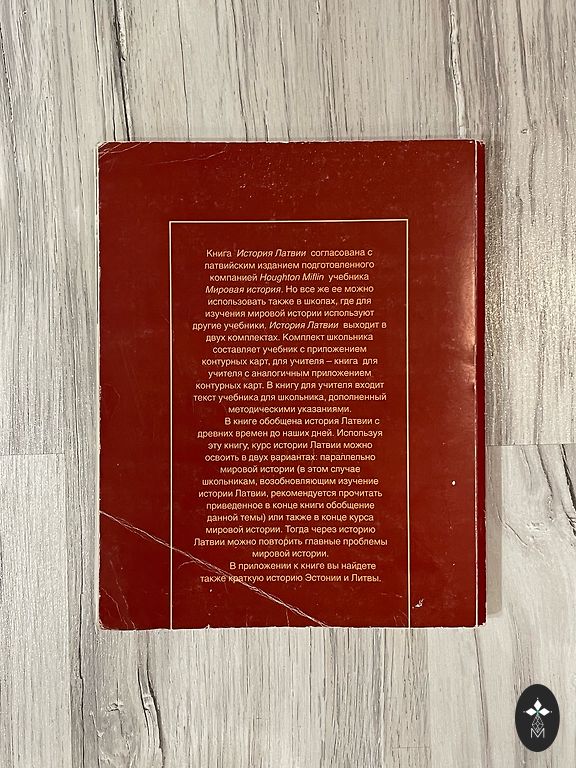 Книга История Латвии согласована с
латвийским изданием подготовленного
компанией Houghton Millin учебника
Мировая история. Но все же ее можно
использовать также в школах, где для
изучения мировой истории используют
другие учебники. История Латвии выходит в
двух комплектах. Комплект школьника
составляет учебник с приложением
контурных карт, для учителя – книга для
учителя с аналогичным приложением
контурных карт. В книгу для учителя входит
текст учебника для школьника, дополненный
методическими указаниями.
В книге обобщена история Латвии с
древних времен до наших дней. Используя
эту книгу, курс истории Латвии можно
освоить в двух вариантах: параллельно
мировой истории (в этом случае
школьникам, возобновляющим изучение
истории Латвии, рекомендуется прочитать
приведенное в конце книги обобщение
данной темы) или также в конце курса
мировой истории. Тогда через историю
Латвии можно повторить главные проблемы
мировой истории.
В приложении к книге вы найдете
также краткую историю Эстонии и Литвы.
M